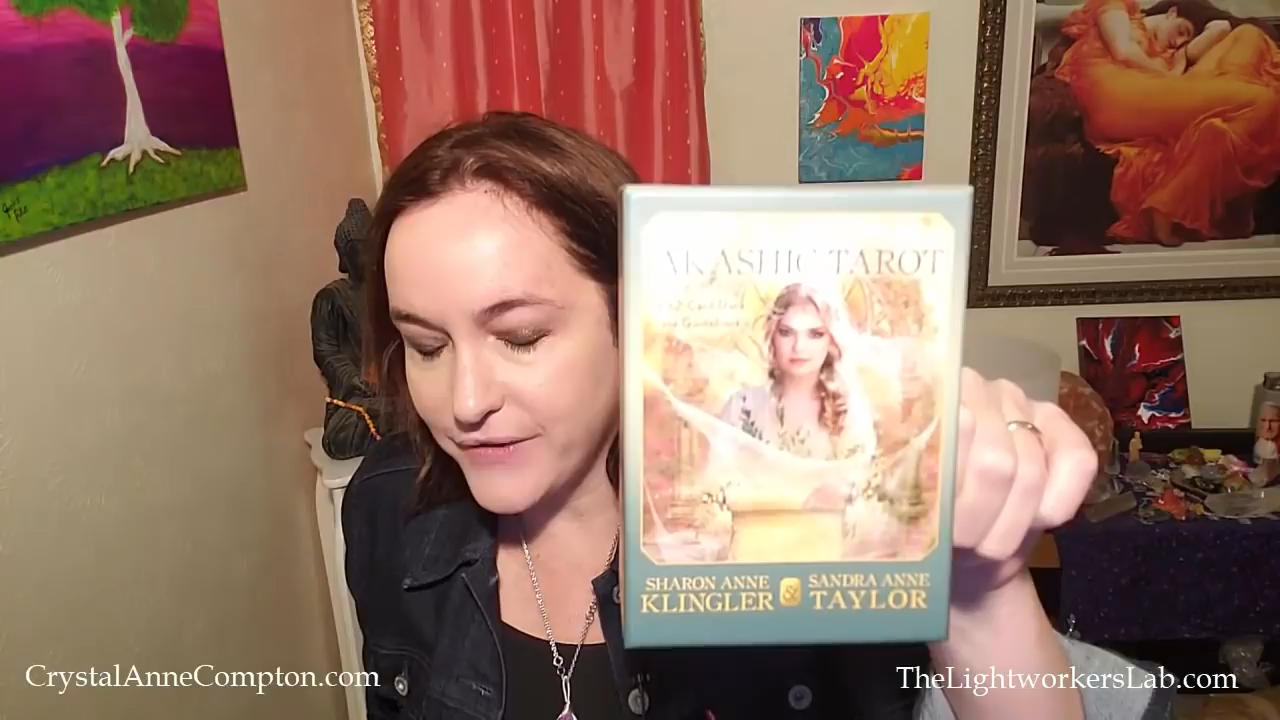 AKASHIC TAROT
SHARON ANNE
KLINGLER
&
SANDRA ANNE
TAYLOR
CrystalAnneCompton.com
TheLightworkersLab.com